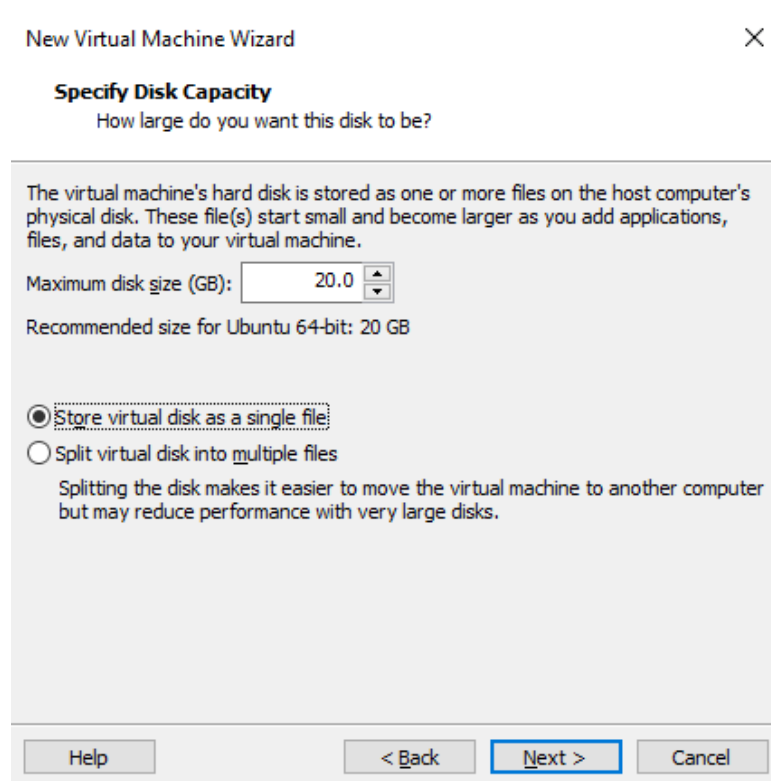 New Virtual Machine Wizard
Specify Disk Capacity
How large do you want this disk to be?
The virtual machine's hard disk is stored as one or more files on the host computer's
physical disk. These file(s) start small and become larger as you add applications,
files, and data to your virtual machine.
Maximum disk size (GB): 20.0
Recommended size for Ubuntu 64-bit: 20 GB
Store virtual disk as a single file
Split virtual disk into multiple files
Splitting the disk makes it easier to move the virtual machine to another computer
but may reduce performance with very large disks.
Help < Back Next > Cancel